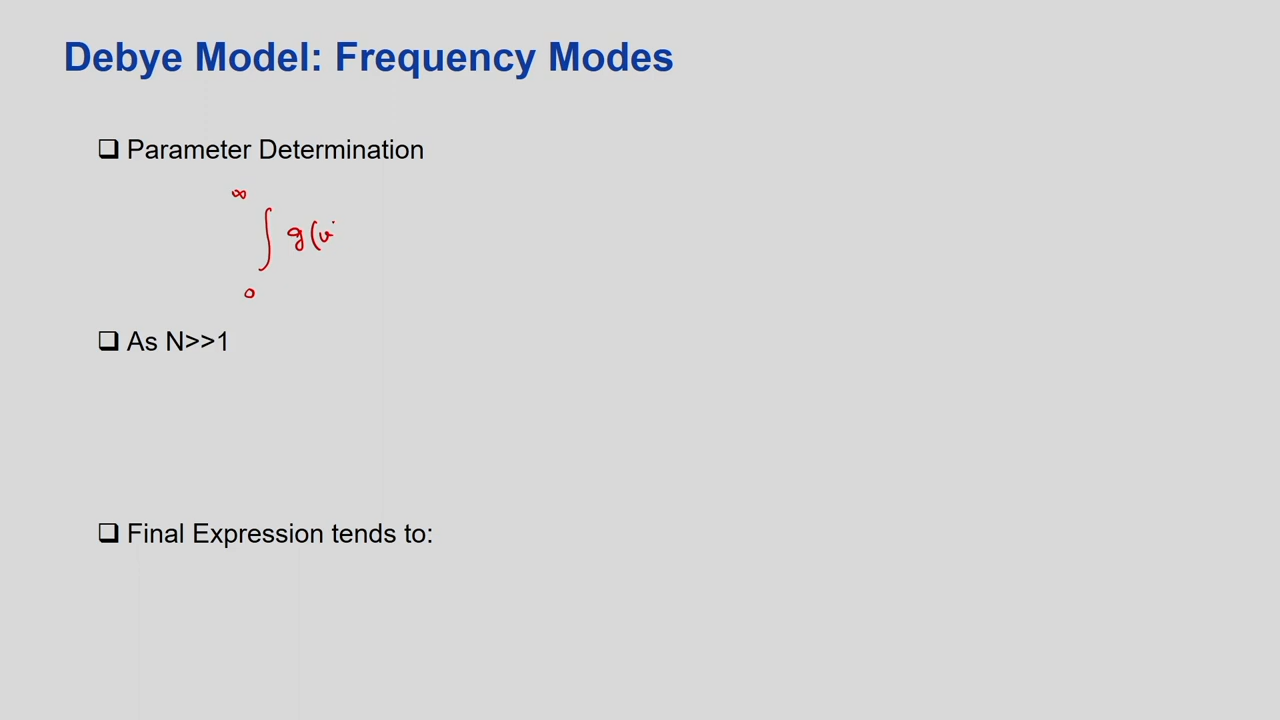 Debye Model: Frequency Modes
❑ Parameter Determination
∞
∫ g(ν
0
❑ As N>>1
❑ Final Expression tends to: